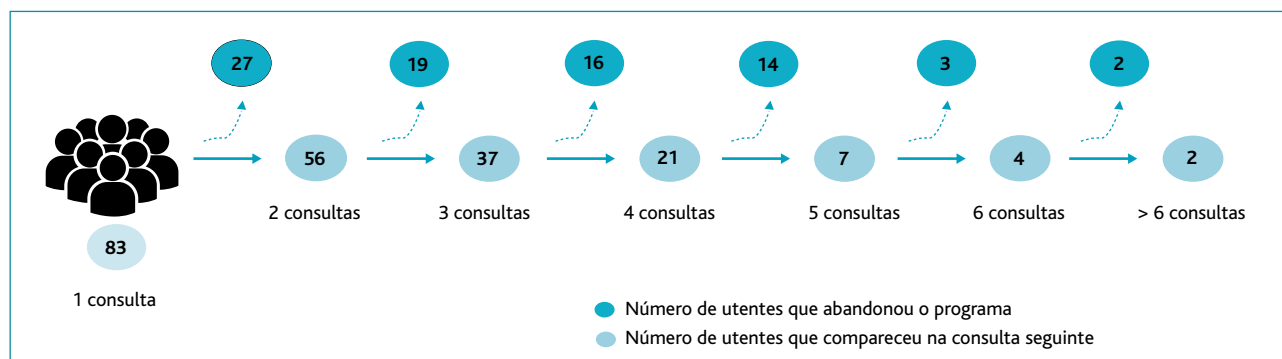 27 19 16 14 3 2
56 37 21 7 4 2
2 consultas 3 consultas 4 consultas 5 consultas 6 consultas > 6 consultas
83
1 consulta
Número de utentes que abandonou o programa
Número de utentes que compareceu na consulta seguinte